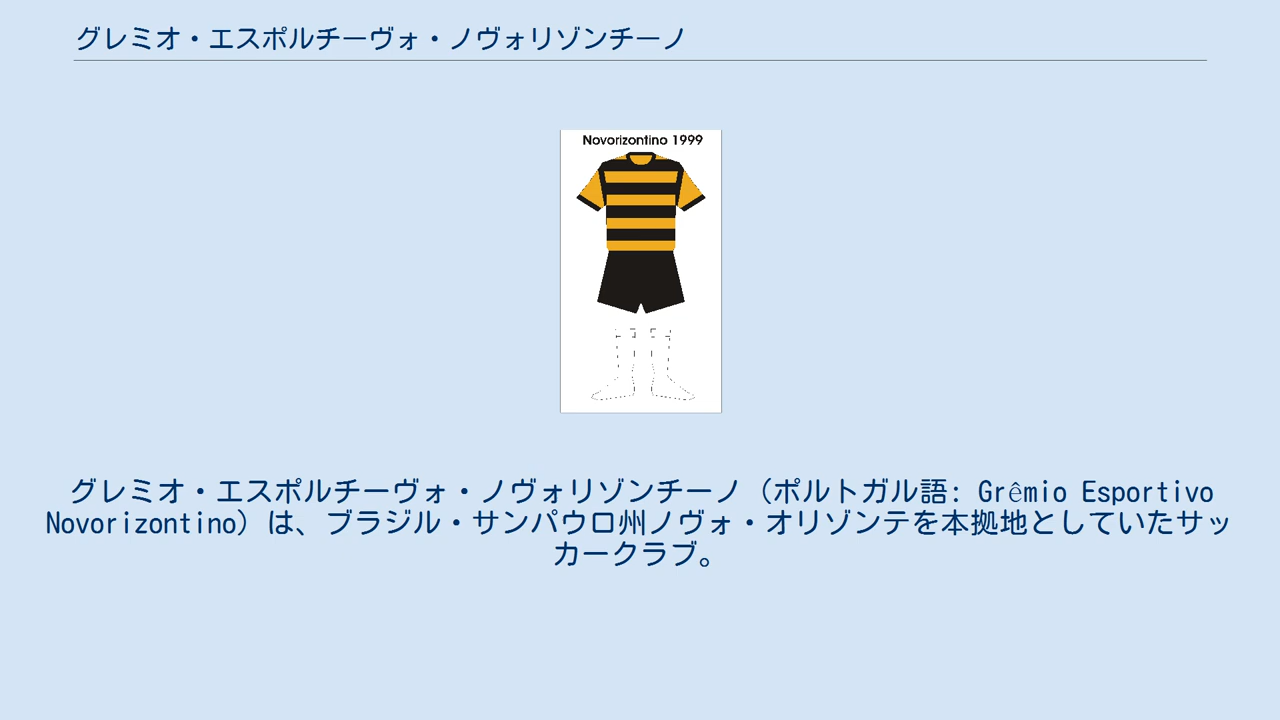 グレミオ・エスポルチーヴォ・ノヴォリゾンチーノ
Novorizontino 1999
グレミオ・エスポルチーヴォ・ノヴォリゾンチーノ（ポルトガル語: Grêmio Esportivo
Novorizontino）は、ブラジル・サンパウロ州ノヴォ・オリゾンテを本拠地としていたサッ
カークラブ。